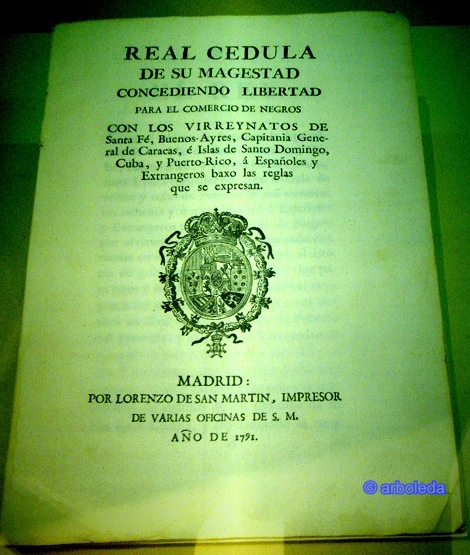 REAL CEDULA
DE SU MAGESTAD
CONCEDIENDO LIBERTAD
PARA EL COMERCIO DE NEGROS
CON LOS VIRREYNATOS DE
Santa Fé, Buenos-Ayres, Capitania Gene-
ral de Caracas, é Islas de Santo Domingo,
Cuba, y Puerto-Rico, á Españoles y
Extrangeros baxo las reglas
que se expresan.
MADRID:
POR LORENZO DE SAN MARTIN, IMPRESOR
DE VARIAS OFICINAS DE S. M.
AÑO DE 1791.
© arboleda